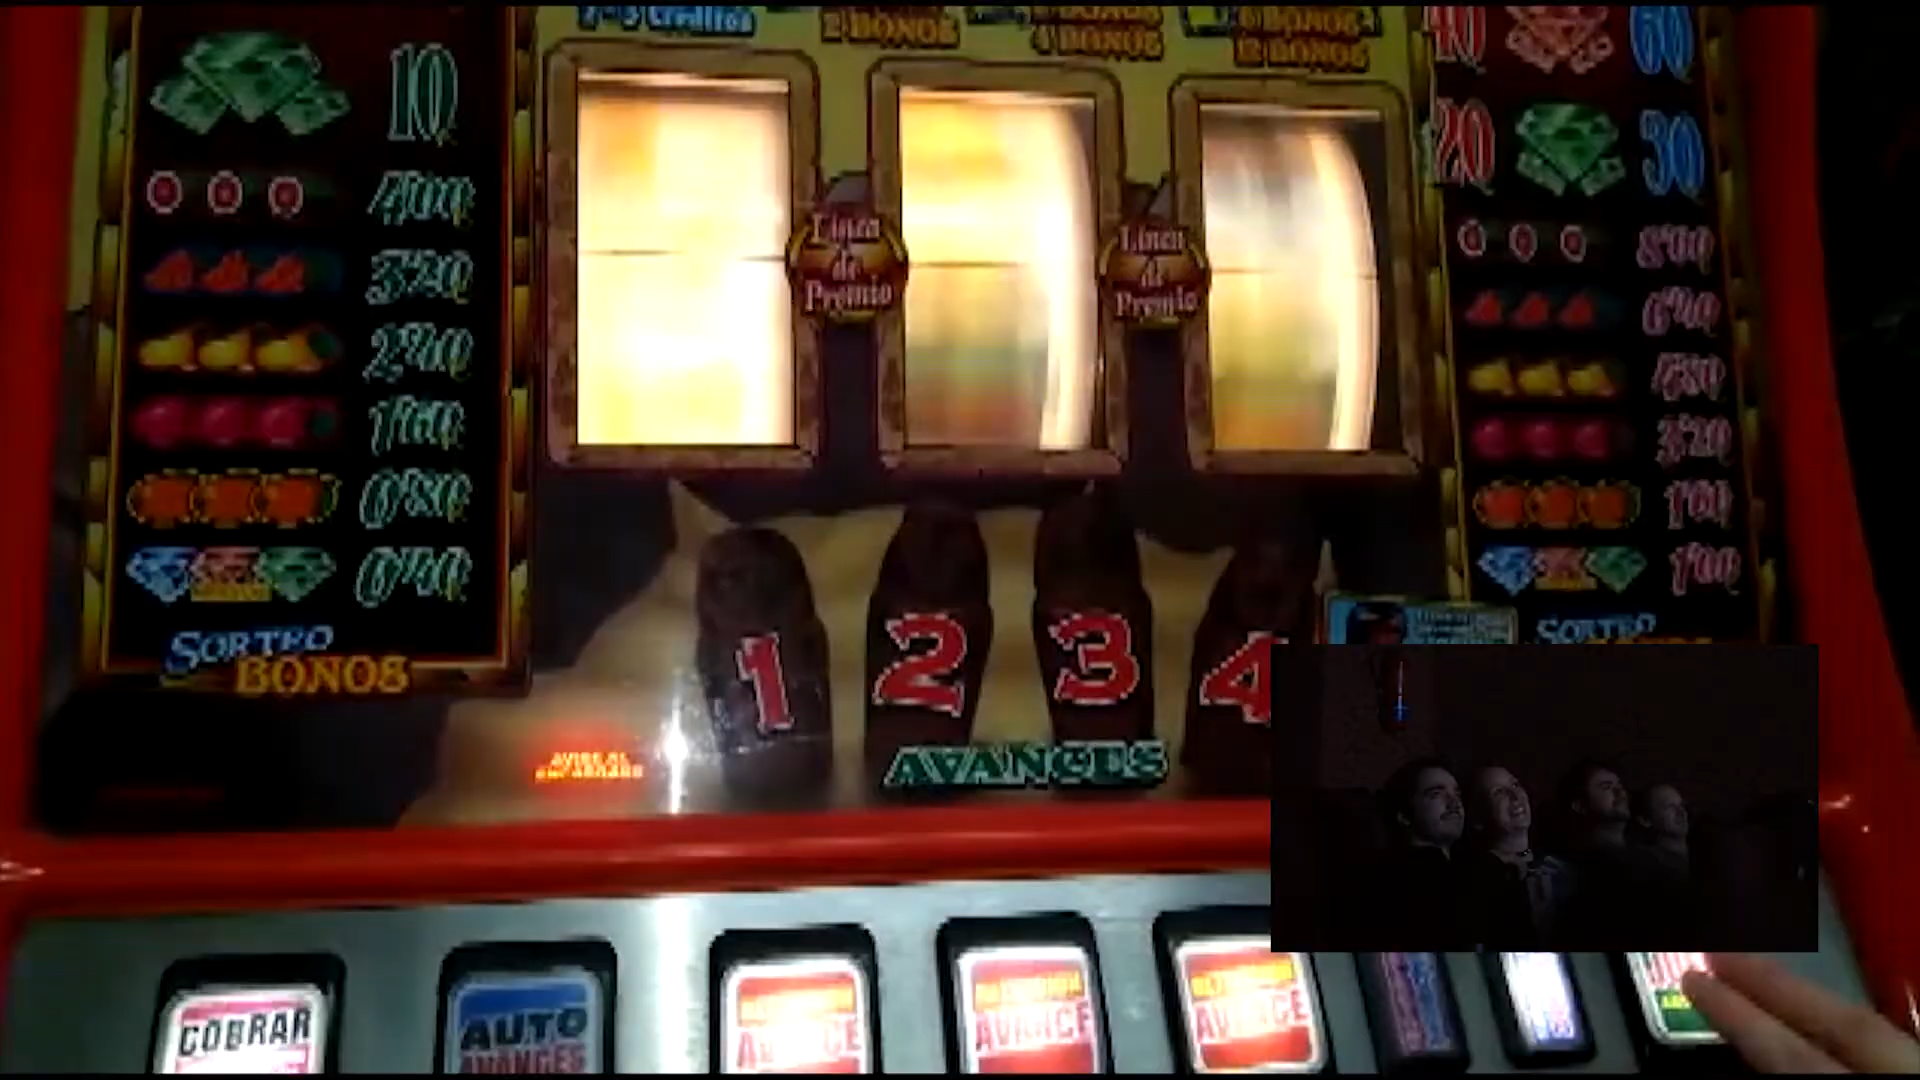 2 BONOS
4 BONOS
6 BONOS
12 BONOS
10
4'00
3'20
2'40
1'60
0'80
0'40
SORTEO
BONOS
Linea
de
Premio
Linea
de
Premio
40
60
20
30
8'00
6'40
4'80
3'20
1'60
1'00
SORTEO
1
2
3
4
AVANCES
COBRAR
AUTO
AVANCES
AVANCE
AVANCE
AVANCE